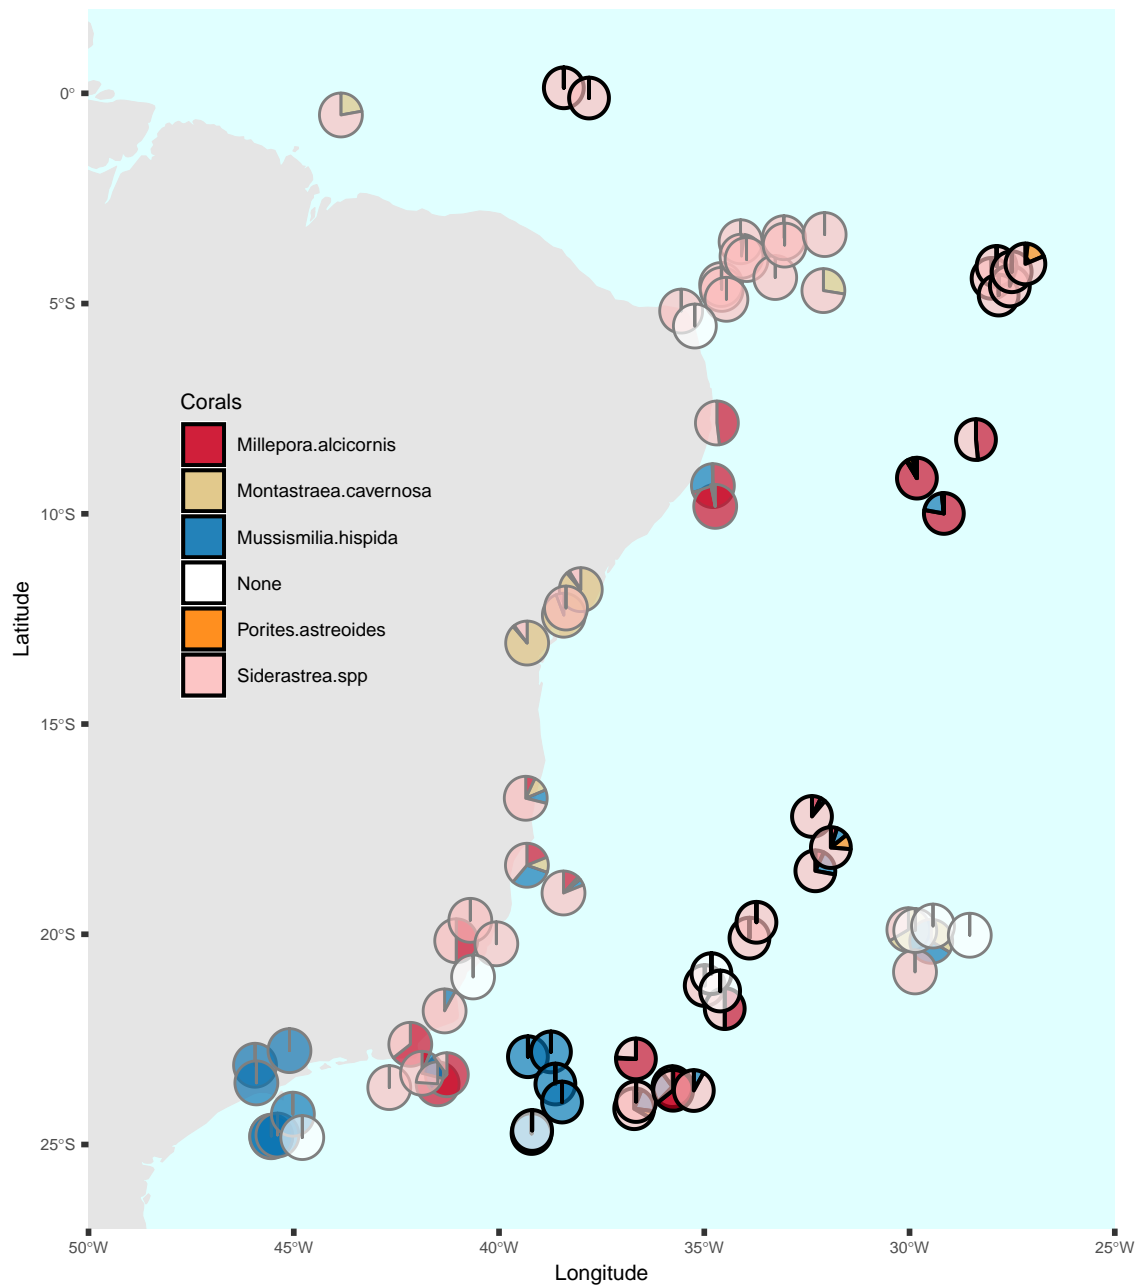 0°
5°S
10°S
15°S
20°S
25°S
Latitude
Corals
Millepora.alcicornis
Montastraea.cavernosa
Mussismilia.hispida
None
Porites.astreoides
Siderastrea.spp
50°W
45°W
40°W
35°W
30°W
25°W
Longitude